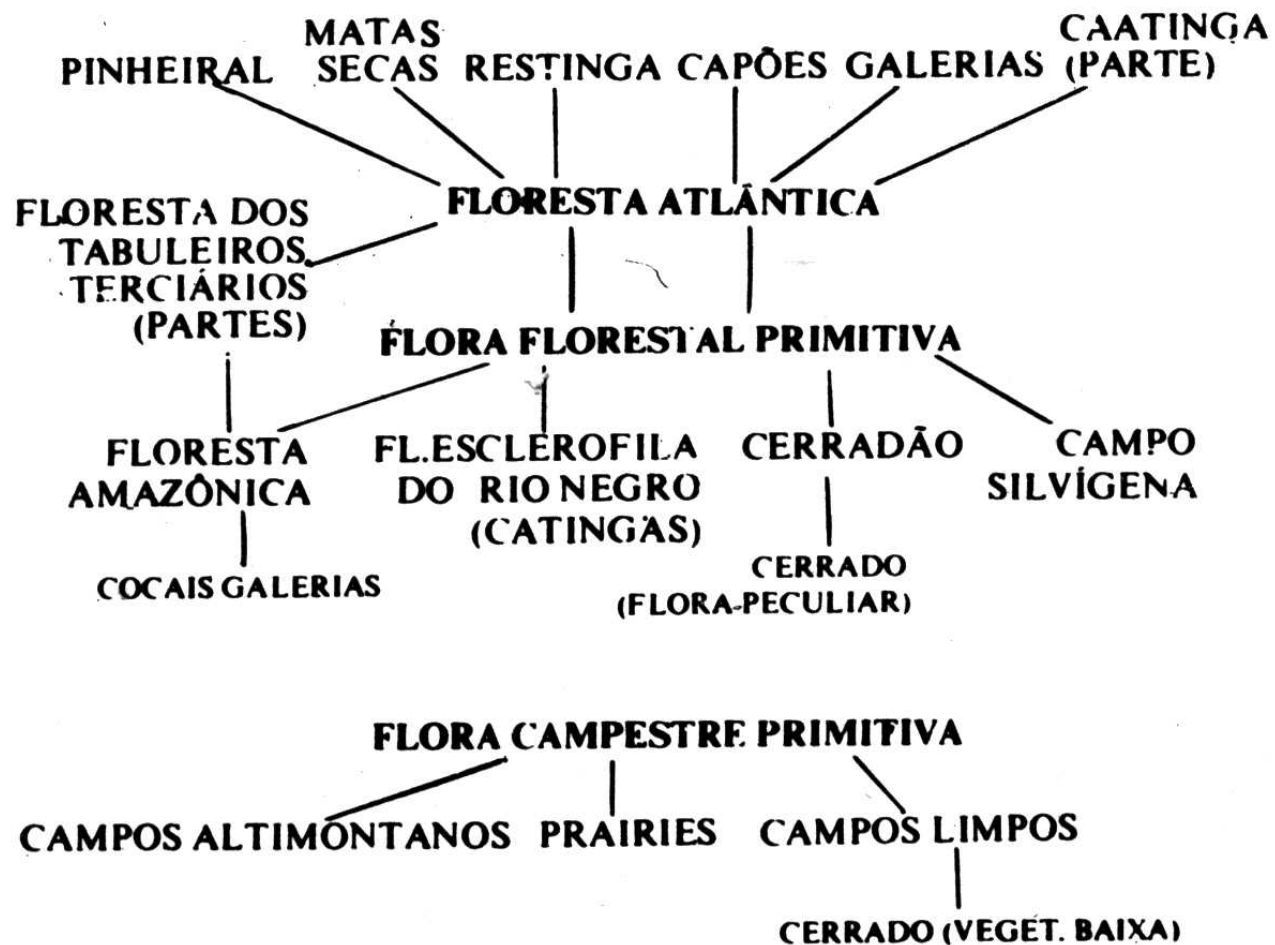 PINHEIRAL
MATAS
SECAS
RESTINGA
CAPÕES
GALERIAS
CAATINGA
(PARTE)
FLORESTA ATLÂNTICA
FLORESTA DOS
TABULEIROS
TERCIÁRIOS
(PARTES)
FLORA FLORESTAL PRIMITIVA
FLORESTA
AMAZÔNICA
FL.ESCLEROFILA
DO RIO NEGRO
(CATINGAS)
CERRADÃO
CAMPO
SILVÍGENA
COCAIS GALERIAS
CERRADO
(FLORA-PECULIAR)
FLORA CAMPESTRE PRIMITIVA
CAMPOS ALTIMONTANOS
PRAIRIES
CAMPOS LIMPOS
CERRADO (VEGET. BAIXA)